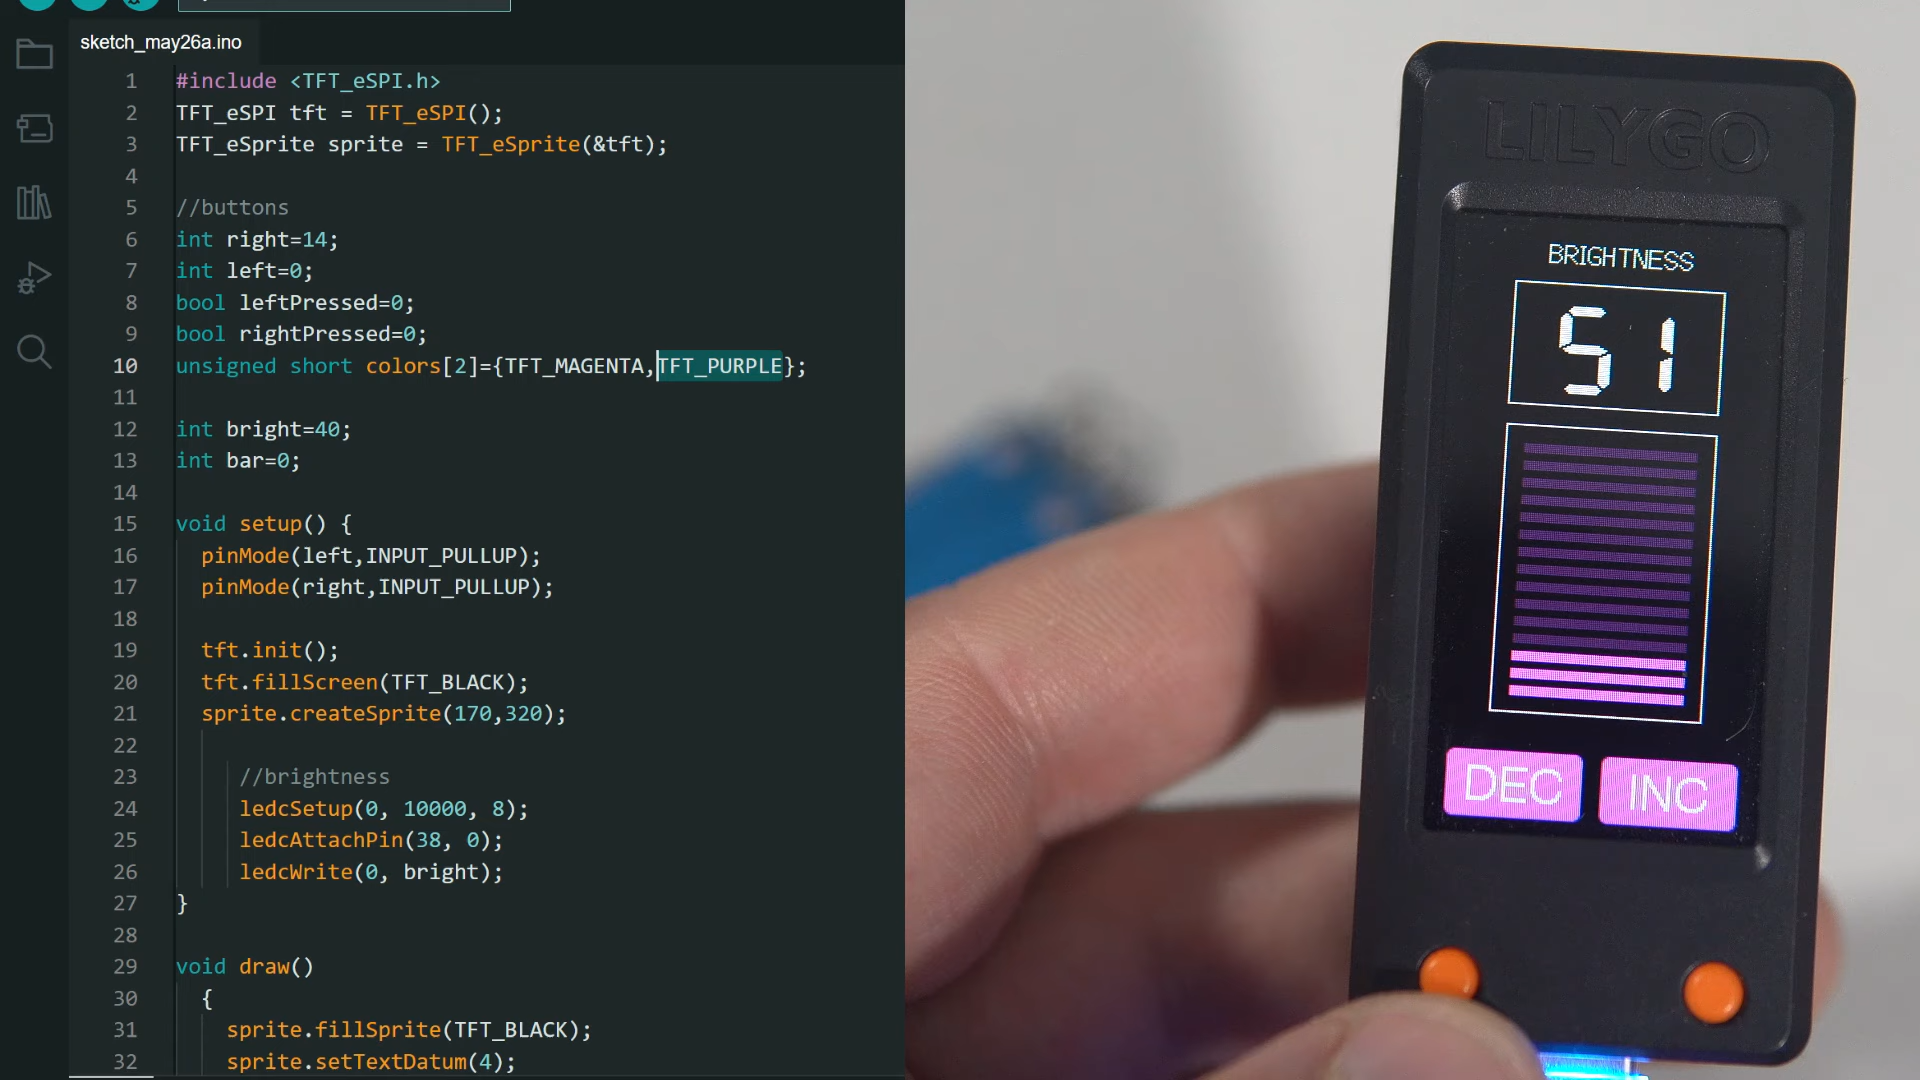 sketch_may26a.ino
1 #include <TFT_eSPI.h>
2 TFT_eSPI tft = TFT_eSPI();
3 TFT_eSprite sprite = TFT_eSprite(&tft);
4
5 //buttons
6 int right=14;
7 int left=0;
8 bool leftPressed=0;
9 bool rightPressed=0;
10 unsigned short colors[2]={TFT_MAGENTA,TFT_PURPLE};
11
12 int bright=40;
13 int bar=0;
14
15 void setup() {
16 pinMode(left,INPUT_PULLUP);
17 pinMode(right,INPUT_PULLUP);
18
19 tft.init();
20 tft.fillScreen(TFT_BLACK);
21 sprite.createSprite(170,320);
22
23 //brightness
24 ledcSetup(0, 10000, 8);
25 ledcAttachPin(38, 0);
26 ledcWrite(0, bright);
27 }
28
29 void draw()
30 {
31 sprite.fillSprite(TFT_BLACK);
32 sprite.setTextDatum(4);
LILYGO
BRIGHTNESS
51
DEC INC